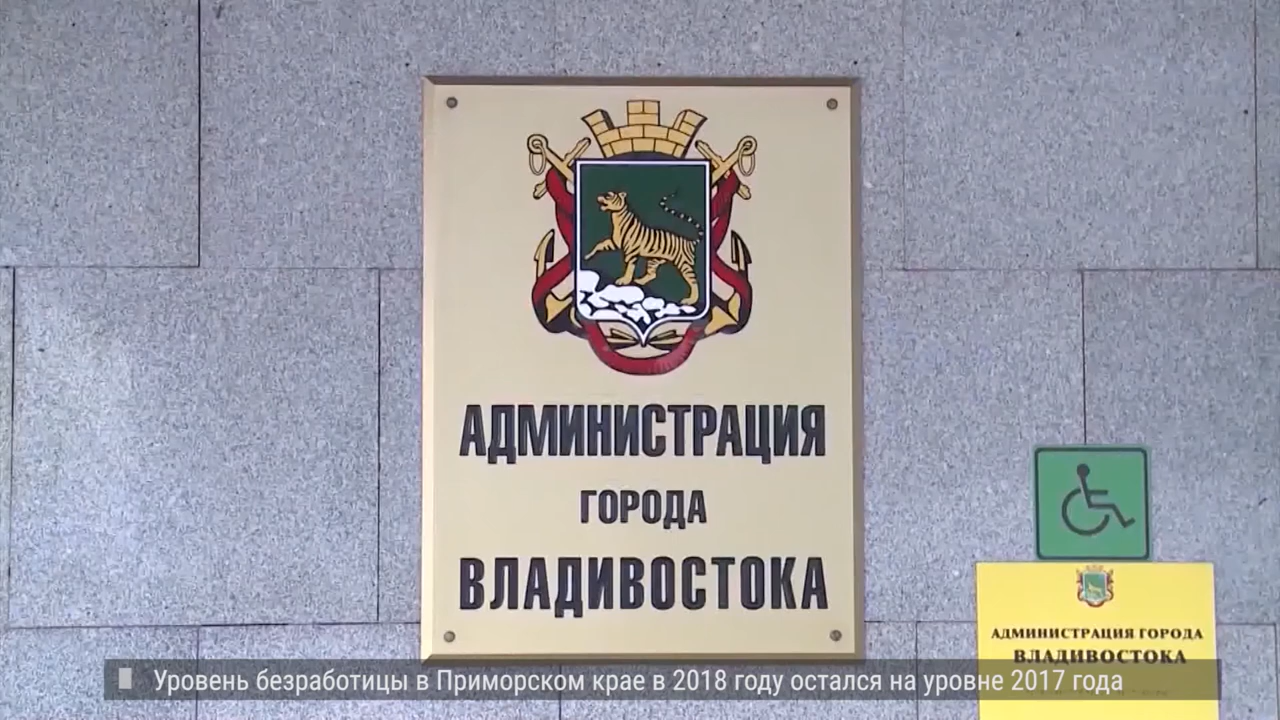 АДМИНИСТРАЦИЯ
ГОРОДА
ВЛАДИВОСТОКА
АДМИНИСТРАЦИЯ ГОРОДА
ВЛАДИВОСТОКА
Уровень безработицы в Приморском крае в 2018 году остался на уровне 2017 года